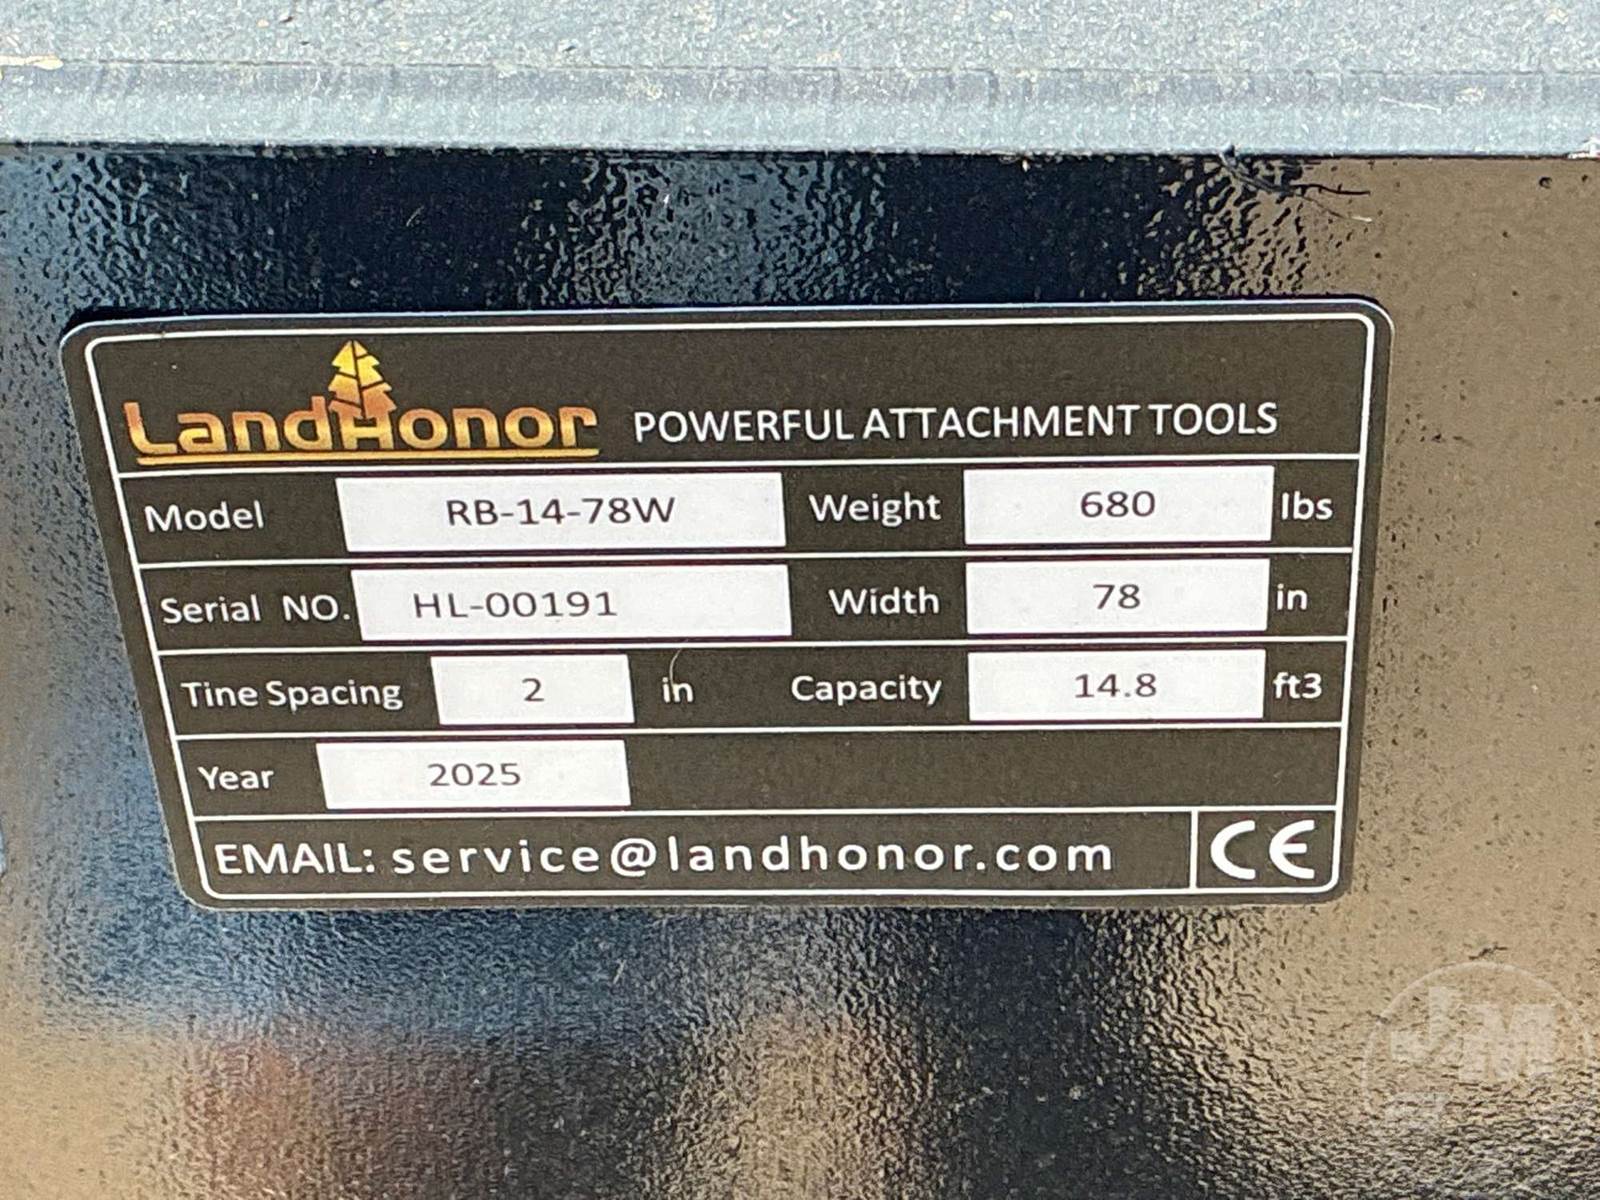 LandHonor POWERFUL ATTACHMENT TOOLS
Model RB-14-78W Weight 680 lbs
Serial NO. HL-00191 Width 78 in
Tine Spacing 2 in Capacity 14.8 ft3
Year 2025
EMAIL: service@landhonor.com CE
JM